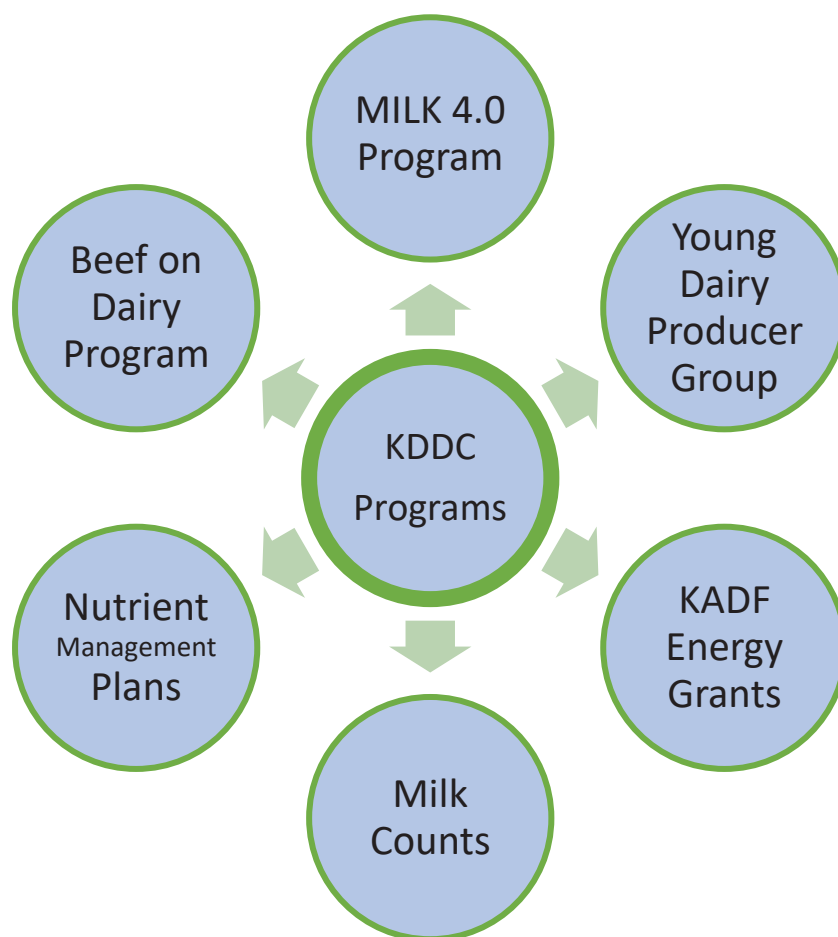 MILK 4.0
Program
Young
Dairy
Producer
Group
KADF
Energy
Grants
Milk
Counts
Nutrient
Management
Plans
Beef on
Dairy
Program
KDDC
Programs